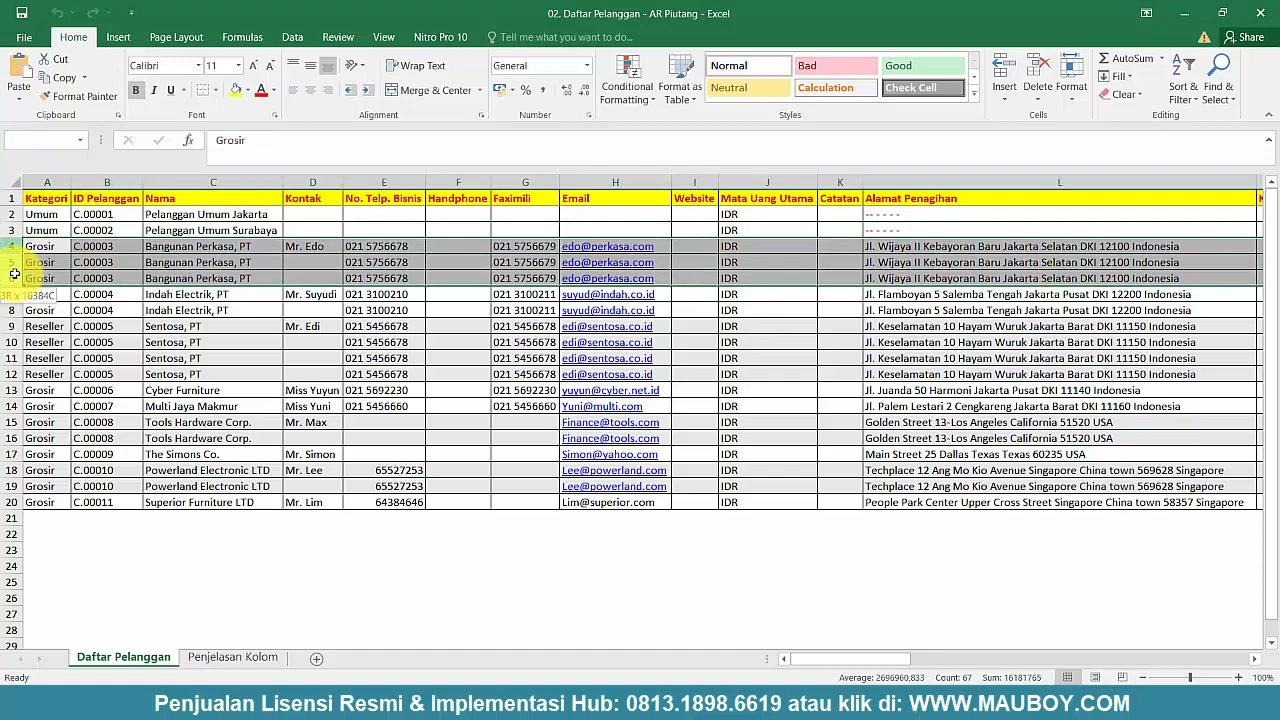 02. Daftar Pelanggan - AR Piutang - Excel
File Home Insert Page Layout Formulas Data Review View Nitro Pro 10 Tell me what you want to do... Share
Cut
Copy
Format Painter
Paste
Clipboard
Calibri 11
B I U
Font
Wrap Text
Merge & Center
Alignment
General
Number
Conditional Formatting
Format as Table
Normal Bad Good
Neutral Calculation Check Cell
Styles
Insert Delete Format
Cells
AutoSum
Fill
Clear
Sort & Filter
Find & Select
Editing
Grosir
A B C D E F G H I J K L
1 Kategori ID Pelanggan Nama Kontak No. Telp. Bisnis Handphone Faximili Email Website Mata Uang Utama Catatan Alamat Penagihan
2 Umum C.00001 Pelanggan Umum Jakarta IDR -- - - - -
3 Umum C.00002 Pelanggan Umum Surabaya IDR -- - - - -
4 Grosir C.00003 Bangunan Perkasa, PT Mr. Edo 021 5756678 021 5756679 edo@perkasa.com IDR Jl. Wijaya II Kebayoran Baru Jakarta Selatan DKI 12100 Indonesia
5 Grosir C.00003 Bangunan Perkasa, PT 021 5756678 021 5756679 edo@perkasa.com IDR Jl. Wijaya II Kebayoran Baru Jakarta Selatan DKI 12100 Indonesia
6 Grosir C.00003 Bangunan Perkasa, PT 021 5756678 021 5756679 edo@perkasa.com IDR Jl. Wijaya II Kebayoran Baru Jakarta Selatan DKI 12100 Indonesia
3R x 16384C C.00004 Indah Electrik, PT Mr. Suyudi 021 3100210 021 3100211 suyud@indah.co.id IDR Jl. Flamboyan 5 Salemba Tengah Jakarta Pusat DKI 12200 Indonesia
8 Grosir C.00004 Indah Electrik, PT 021 3100210 021 3100211 suyud@indah.co.id IDR Jl. Flamboyan 5 Salemba Tengah Jakarta Pusat DKI 12200 Indonesia
9 Reseller C.00005 Sentosa, PT Mr. Edi 021 5456678 021 5456678 edi@sentosa.co.id IDR Jl. Keselamatan 10 Hayam Wuruk Jakarta Barat DKI 11150 Indonesia
10 Reseller C.00005 Sentosa, PT 021 5456678 021 5456678 edi@sentosa.co.id IDR Jl. Keselamatan 10 Hayam Wuruk Jakarta Barat DKI 11150 Indonesia
11 Reseller C.00005 Sentosa, PT 021 5456678 021 5456678 edi@sentosa.co.id IDR Jl. Keselamatan 10 Hayam Wuruk Jakarta Barat DKI 11150 Indonesia
12 Reseller C.00005 Sentosa, PT 021 5456678 021 5456678 edi@sentosa.co.id IDR Jl. Keselamatan 10 Hayam Wuruk Jakarta Barat DKI 11150 Indonesia
13 Grosir C.00006 Cyber Furniture Miss Yuyun 021 5692230 021 5692230 yuyun@cyber.net.id IDR Jl. Juanda 50 Harmoni Jakarta Pusat DKI 11140 Indonesia
14 Grosir C.00007 Multi Jaya Makmur Miss Yuni 021 5456660 021 5456660 Yuni@multi.com IDR Jl. Palem Lestari 2 Cengkareng Jakarta Barat DKI 11160 Indonesia
15 Grosir C.00008 Tools Hardware Corp. Mr. Max Finance@tools.com IDR Golden Street 13-Los Angeles California 51520 USA
16 Grosir C.00008 Tools Hardware Corp. Finance@tools.com IDR Golden Street 13-Los Angeles California 51520 USA
17 Grosir C.00009 The Simons Co. Mr. Simon Simon@yahoo.com IDR Main Street 25 Dallas Texas Texas 60235 USA
18 Grosir C.00010 Powerland Electronic LTD Mr. Lee 65527253 Lee@powerland.com IDR Techplace 12 Ang Mo Kio Avenue Singapore China town 569628 Singapore
19 Grosir C.00010 Powerland Electronic LTD 65527253 Lee@powerland.com IDR Techplace 12 Ang Mo Kio Avenue Singapore China town 569628 Singapore
20 Grosir C.00011 Superior Furniture LTD Mr. Lim 64384646 Lim@superior.com IDR People Park Center Upper Cross Street Singapore China town 58357 Singapore
21
22
23
24
25
26
27
28
29
Daftar Pelanggan Penjelasan Kolom
Ready Average: 2696960,833 Count: 67 Sum: 16181765 100%
Penjualan Lisensi Resmi & Implementasi Hub: 0813.1898.6619 atau klik di: WWW.MAUBOY.COM